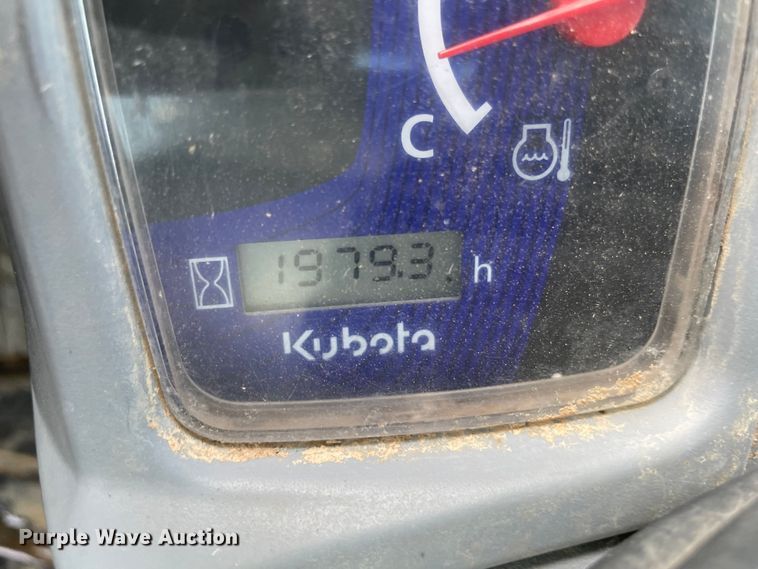 C
1979.3 h
Kubota
Purple Wave Auction